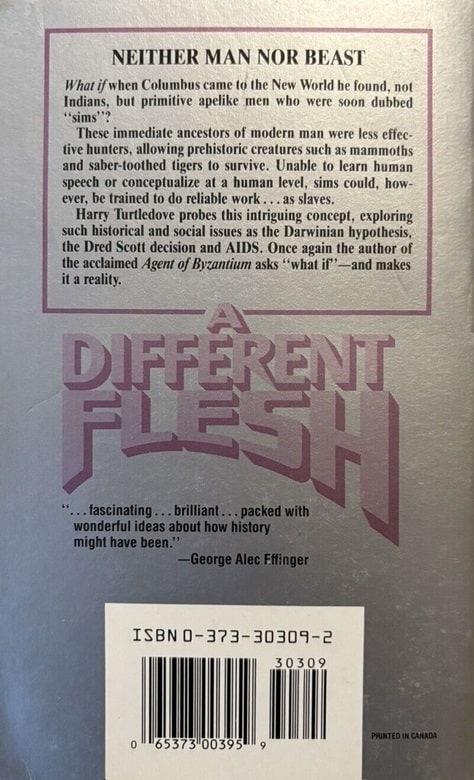 NEITHER MAN NOR BEAST
What if when Columbus came to the New World he found, not
Indians, but primitive apelike men who were soon dubbed
“sims”?
These immediate ancestors of modern man were less effec-
tive hunters, allowing prehistoric creatures such as mammoths
and saber-toothed tigers to survive. Unable to learn human
speech or conceptualize at a human level, sims could, how-
ever, be trained to do reliable work . . . as slaves.
Harry Turtledove probes this intriguing concept, exploring
such historical and social issues as the Darwinian hypothesis,
the Dred Scott decision and AIDS. Once again the author of
the acclaimed Agent of Byzantium asks “what if”—and makes
it a reality.
A
DIFFERENT
FLESH
“. . . fascinating . . . brilliant . . . packed with
wonderful ideas about how history
might have been.”
—George Alec Fffinger
ISBN 0-373-30309-2
30309
0 65373 00395 9
PRINTED IN CANADA